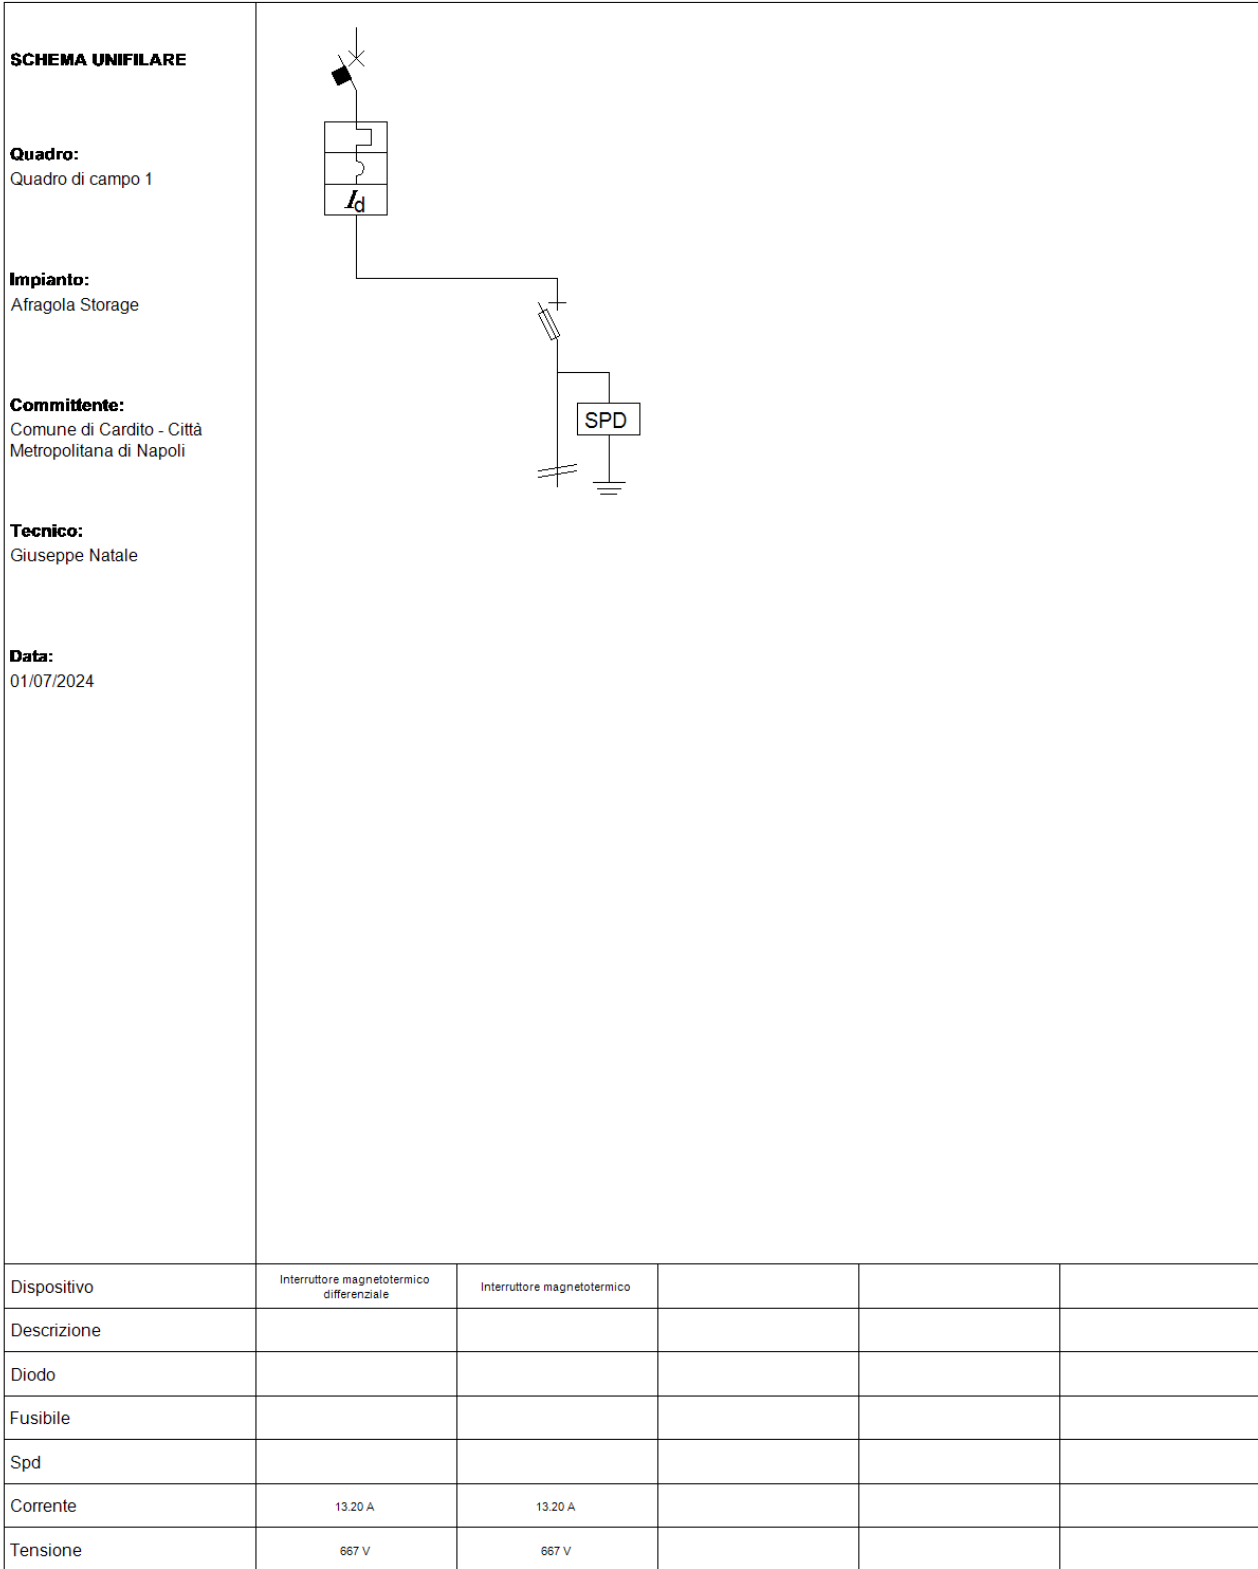 SCHEMA UNIFILARE
Quadro:
Quadro di campo 1
Impianto:
Afragola Storage
Committente:
Comune di Cardito - Città
Metropolitana di Napoli
Tecnico:
Giuseppe Natale
Data:
01/07/2024
Id
SPD
Dispositivo
Interruttore magnetotermico
differenziale
Interruttore magnetotermico
Descrizione
Diodo
Fusibile
Spd
Corrente 13.20 A 13.20 A
Tensione 667 V 667 V